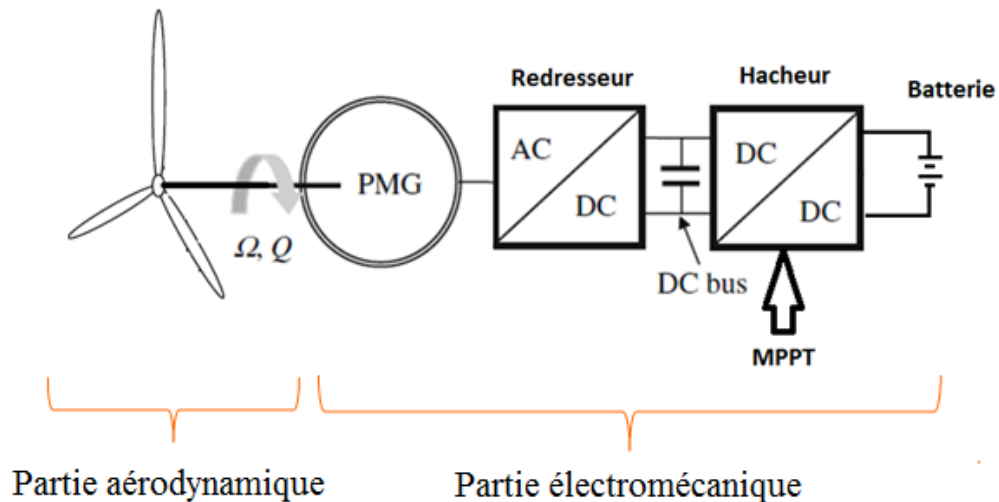 Redresseur
Hacheur
Batterie
AC
DC
DC
DC
PMG
Ω, Q
DC bus
MPPT
Partie aérodynamique
Partie électromécanique